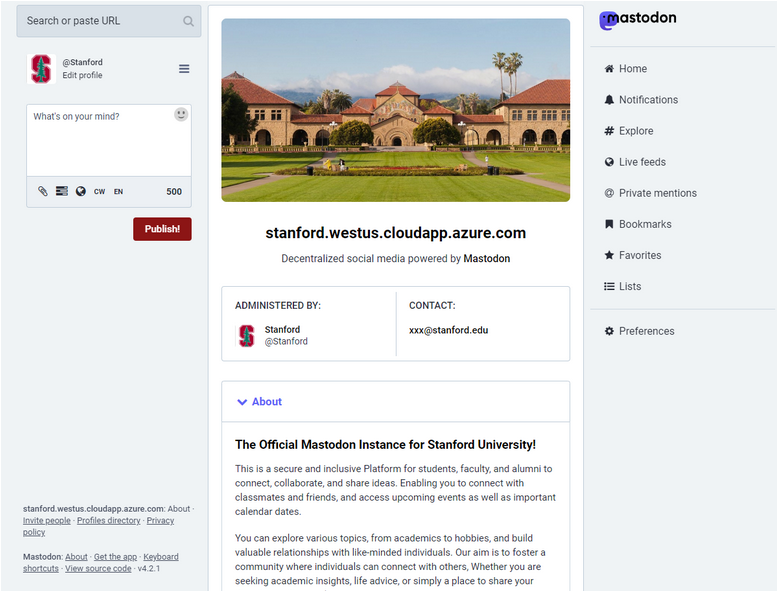 Search or paste URL
@Stanford
Edit profile
What's on your mind?
CW
EN
500
Publish!
stanford.westus.cloudapp.azure.com: About ·
Invite people · Profiles directory · Privacy
policy
Mastodon: About · Get the app · Keyboard
shortcuts · View source code · v4.2.1
stanford.westus.cloudapp.azure.com
Decentralized social media powered by Mastodon
ADMINISTERED BY:
Stanford
@Stanford
CONTACT:
xxx@stanford.edu
About
The Official Mastodon Instance for Stanford University!
This is a secure and inclusive Platform for students, faculty, and alumni to
connect, collaborate, and share ideas. Enabling you to connect with
classmates and friends, and access upcoming events as well as important
calendar dates.
You can explore various topics, from academics to hobbies, and build
valuable relationships with like-minded individuals. Our aim is to foster a
community where individuals can connect with others, Whether you are
seeking academic insights, life advice, or simply a place to share your
mastodon
Home
Notifications
Explore
Live feeds
Private mentions
Bookmarks
Favorites
Lists
Preferences